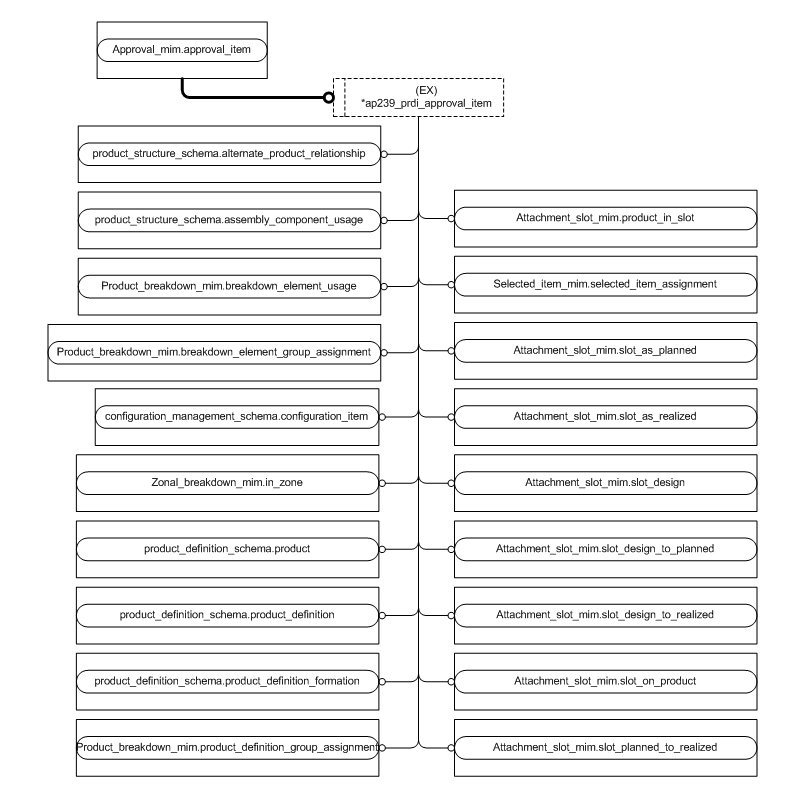 Approval_mim.approval_item
(EX)
*ap239_prdi_approval_item
product_structure_schema.alternate_product_relationship
product_structure_schema.assembly_component_usage
Attachment_slot_mim.product_in_slot
Product_breakdown_mim.breakdown_element_usage
Selected_item_mim.selected_item_assignment
Product_breakdown_mim.breakdown_element_group_assignment
Attachment_slot_mim.slot_as_planned
configuration_management_schema.configuration_item
Attachment_slot_mim.slot_as_realized
Zonal_breakdown_mim.in_zone
Attachment_slot_mim.slot_design
product_definition_schema.product
Attachment_slot_mim.slot_design_to_planned
product_definition_schema.product_definition
Attachment_slot_mim.slot_design_to_realized
product_definition_schema.product_definition_formation
Attachment_slot_mim.slot_on_product
Product_breakdown_mim.product_definition_group_assignment
Attachment_slot_mim.slot_planned_to_realized